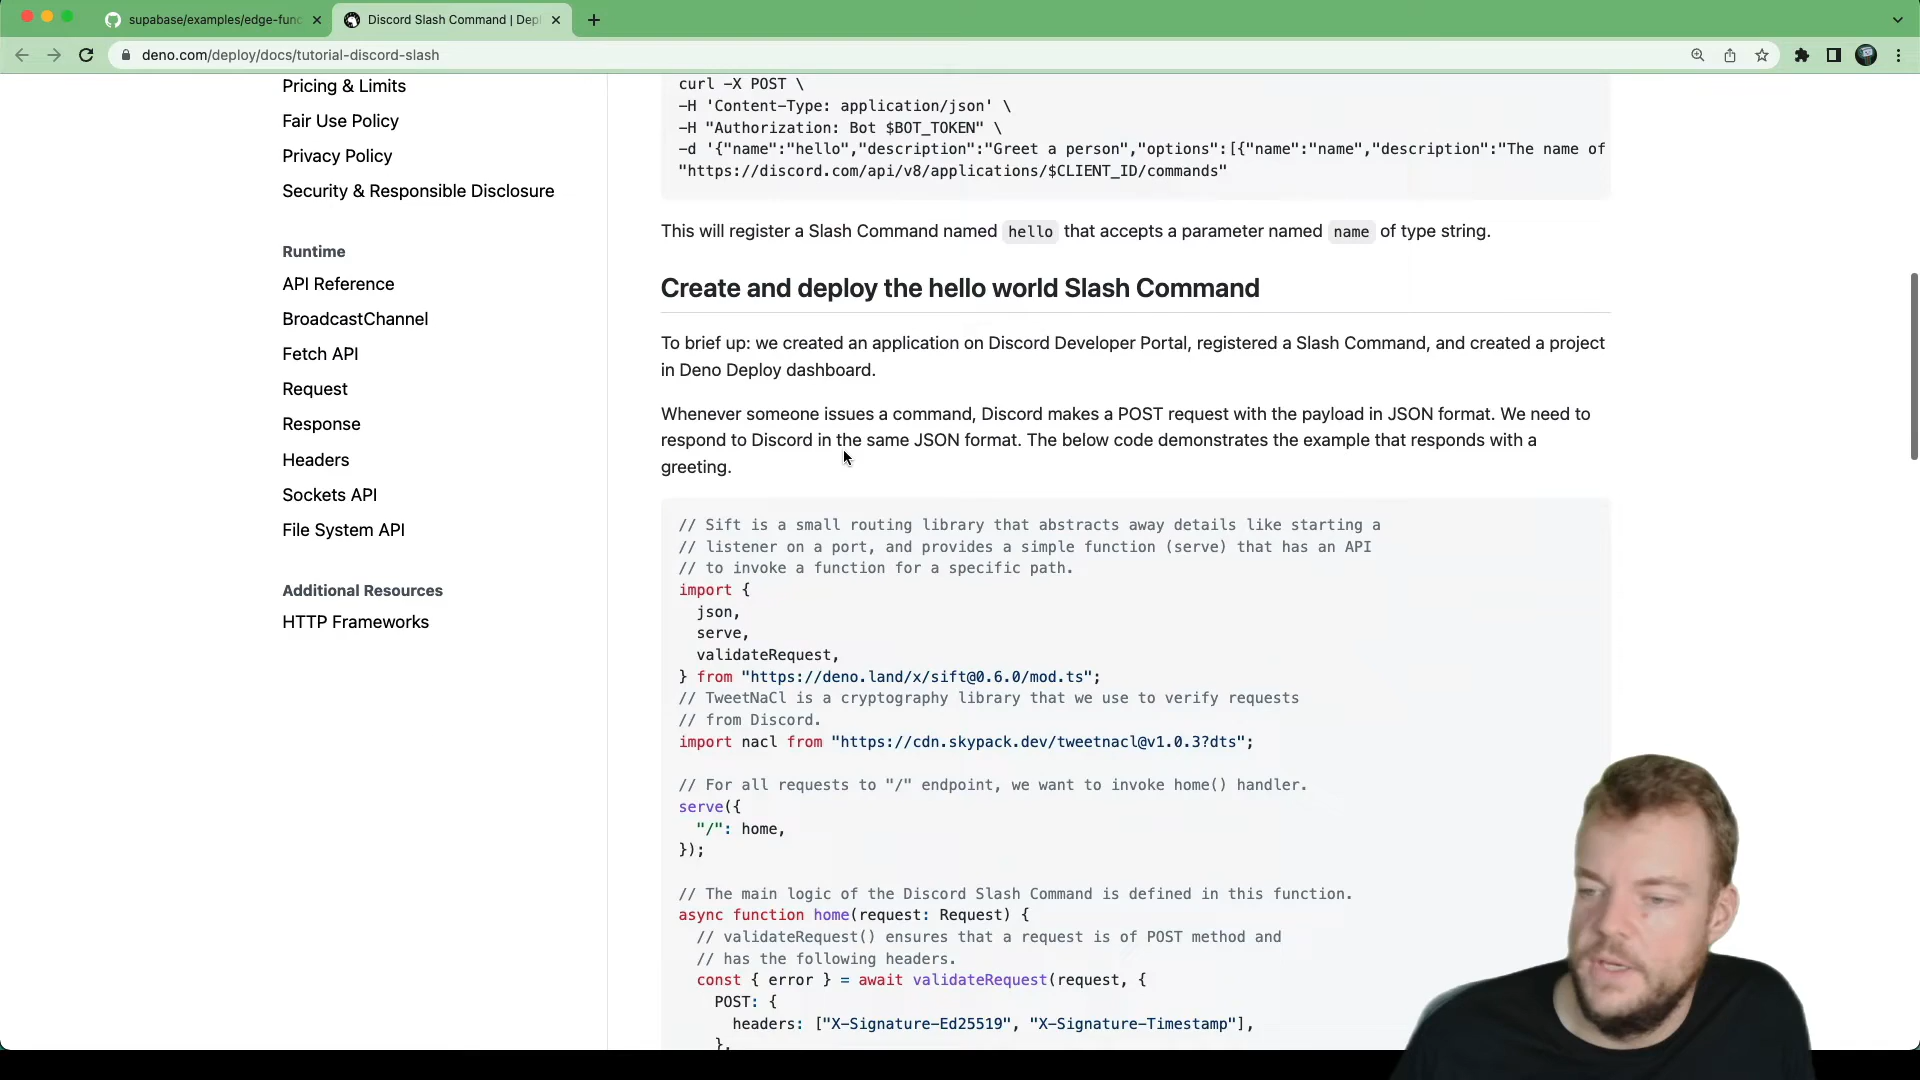 supabase/examples/edge-func
Discord Slash Command | Depl
deno.com/deploy/docs/tutorial-discord-slash
Pricing & Limits
Fair Use Policy
Privacy Policy
Security & Responsible Disclosure
Runtime
API Reference
BroadcastChannel
Fetch API
Request
Response
Headers
Sockets API
File System API
Additional Resources
HTTP Frameworks
curl -X POST \
-H 'Content-Type: application/json' \
-H "Authorization: Bot $BOT_TOKEN" \
-d '{"name":"hello","description":"Greet a person","options":[{"name":"name","description":"The name of
"https://discord.com/api/v8/applications/$CLIENT_ID/commands"
This will register a Slash Command named hello that accepts a parameter named name of type string.
Create and deploy the hello world Slash Command
To brief up: we created an application on Discord Developer Portal, registered a Slash Command, and created a project
in Deno Deploy dashboard.
Whenever someone issues a command, Discord makes a POST request with the payload in JSON format. We need to
respond to Discord in the same JSON format. The below code demonstrates the example that responds with a
greeting.
// Sift is a small routing library that abstracts away details like starting a
// listener on a port, and provides a simple function (serve) that has an API
// to invoke a function for a specific path.
import {
json,
serve,
validateRequest,
} from "https://deno.land/x/sift@0.6.0/mod.ts";
// TweetNaCl is a cryptography library that we use to verify requests
// from Discord.
import nacl from "https://cdn.skypack.dev/tweetnacl@v1.0.3?dts";
// For all requests to "/" endpoint, we want to invoke home() handler.
serve({
"/": home,
});
// The main logic of the Discord Slash Command is defined in this function.
async function home(request: Request) {
// validateRequest() ensures that a request is of POST method and
// has the following headers.
const { error } = await validateRequest(request, {
POST: {
headers: ["X-Signature-Ed25519", "X-Signature-Timestamp"],
},